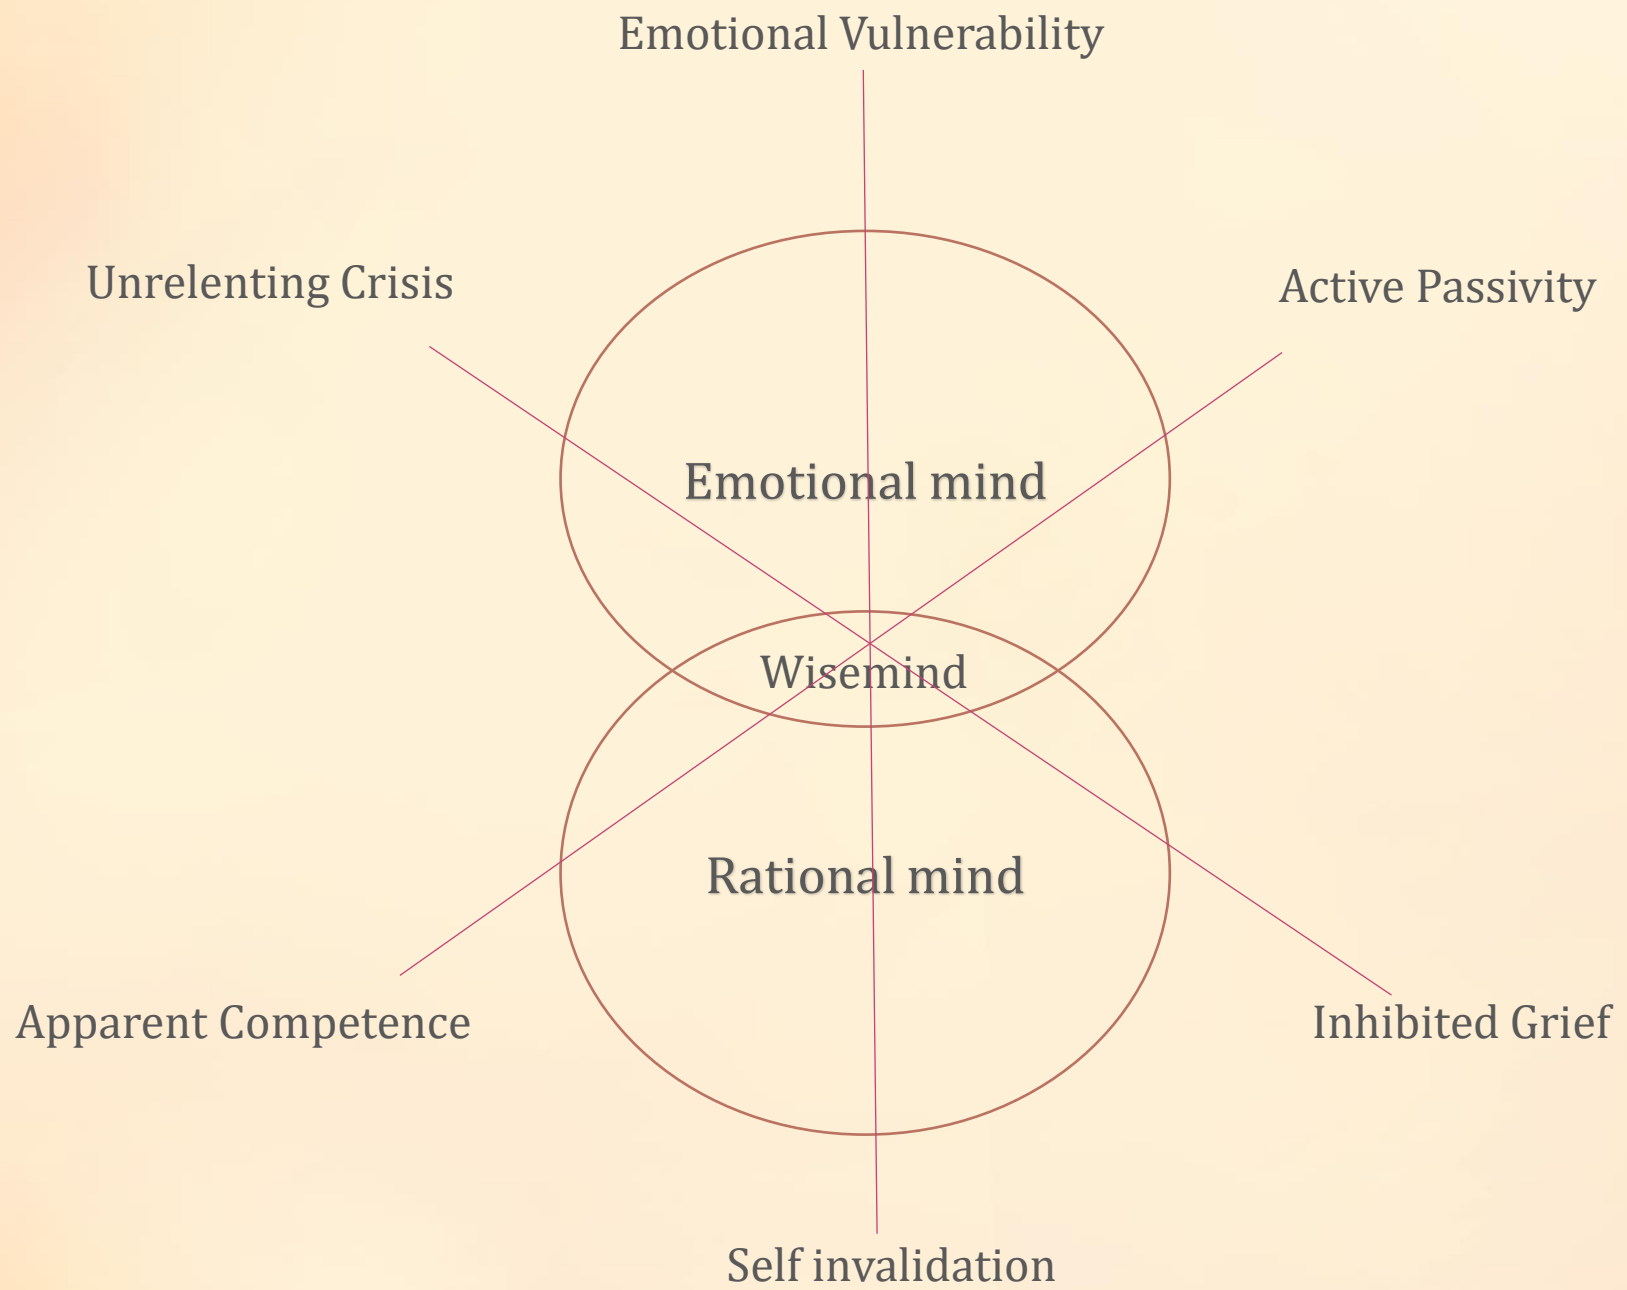 Emotional Vulnerability
Unrelenting Crisis
Active Passivity
Emotional mind
Wisemind
Rational mind
Apparent Competence
Inhibited Grief
Self invalidation